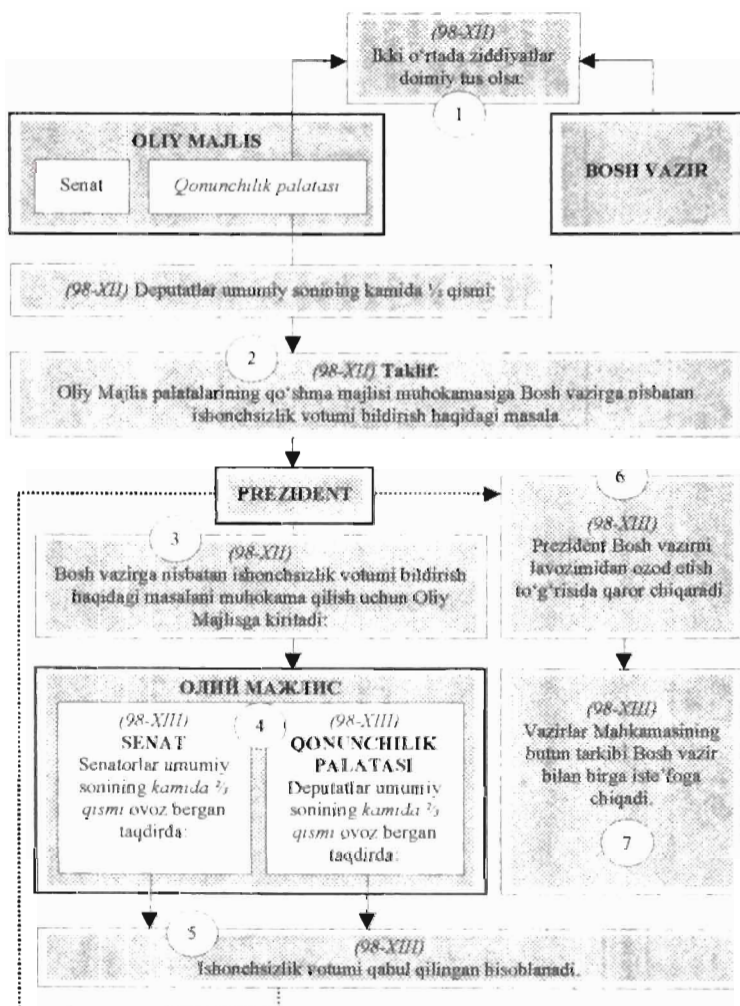 (98-XII)
Ikki o‘rtada ziddiyatlar
doimiy tus olsa:
1
OLIY MAJLIS
Senat
Qonunchilik palatasi
BOSH VAZIR
(98-XII) Deputatlar umumiy sonining kamida ⅓ qismi:
2
(98-XII) Taklif:
Oliy Majlis palatalarining qo‘shma majlisi muhokamasiga Bosh vazirga nisbatan
ishonchsizlik votumi bildirish haqidagi masala
PREZIDENT
3
(98-XII)
Bosh vazirga nisbatan ishonchsizlik votumi bildirish
haqidagi masalani muhokama qilish uchun Oliy
Majlisga kiritadi:
6
(98-XIII)
Prezident Bosh vazirni
lavozimidan ozod etish
to‘g‘risida qaror chiqaradi
ОЛИЙ МАЖЛИС
4
(98-XIII)
SENAT
Senatorlar umumiy
sonining kamida ⅔
qismi ovoz bergan
taqdirda:
(98-XIII)
QONUNCHILIK
PALATASI
Deputatlar umumiy
sonining kamida ⅔
qismi ovoz bergan
taqdirda:
(98-XIII)
Vazirlar Mahkamasining
butun tarkibi Bosh vazir
bilan birga iste’foga
chiqadi.
7
5
(98-XIII)
Ishonchsizlik votumi qabul qilingan hisoblanadi.